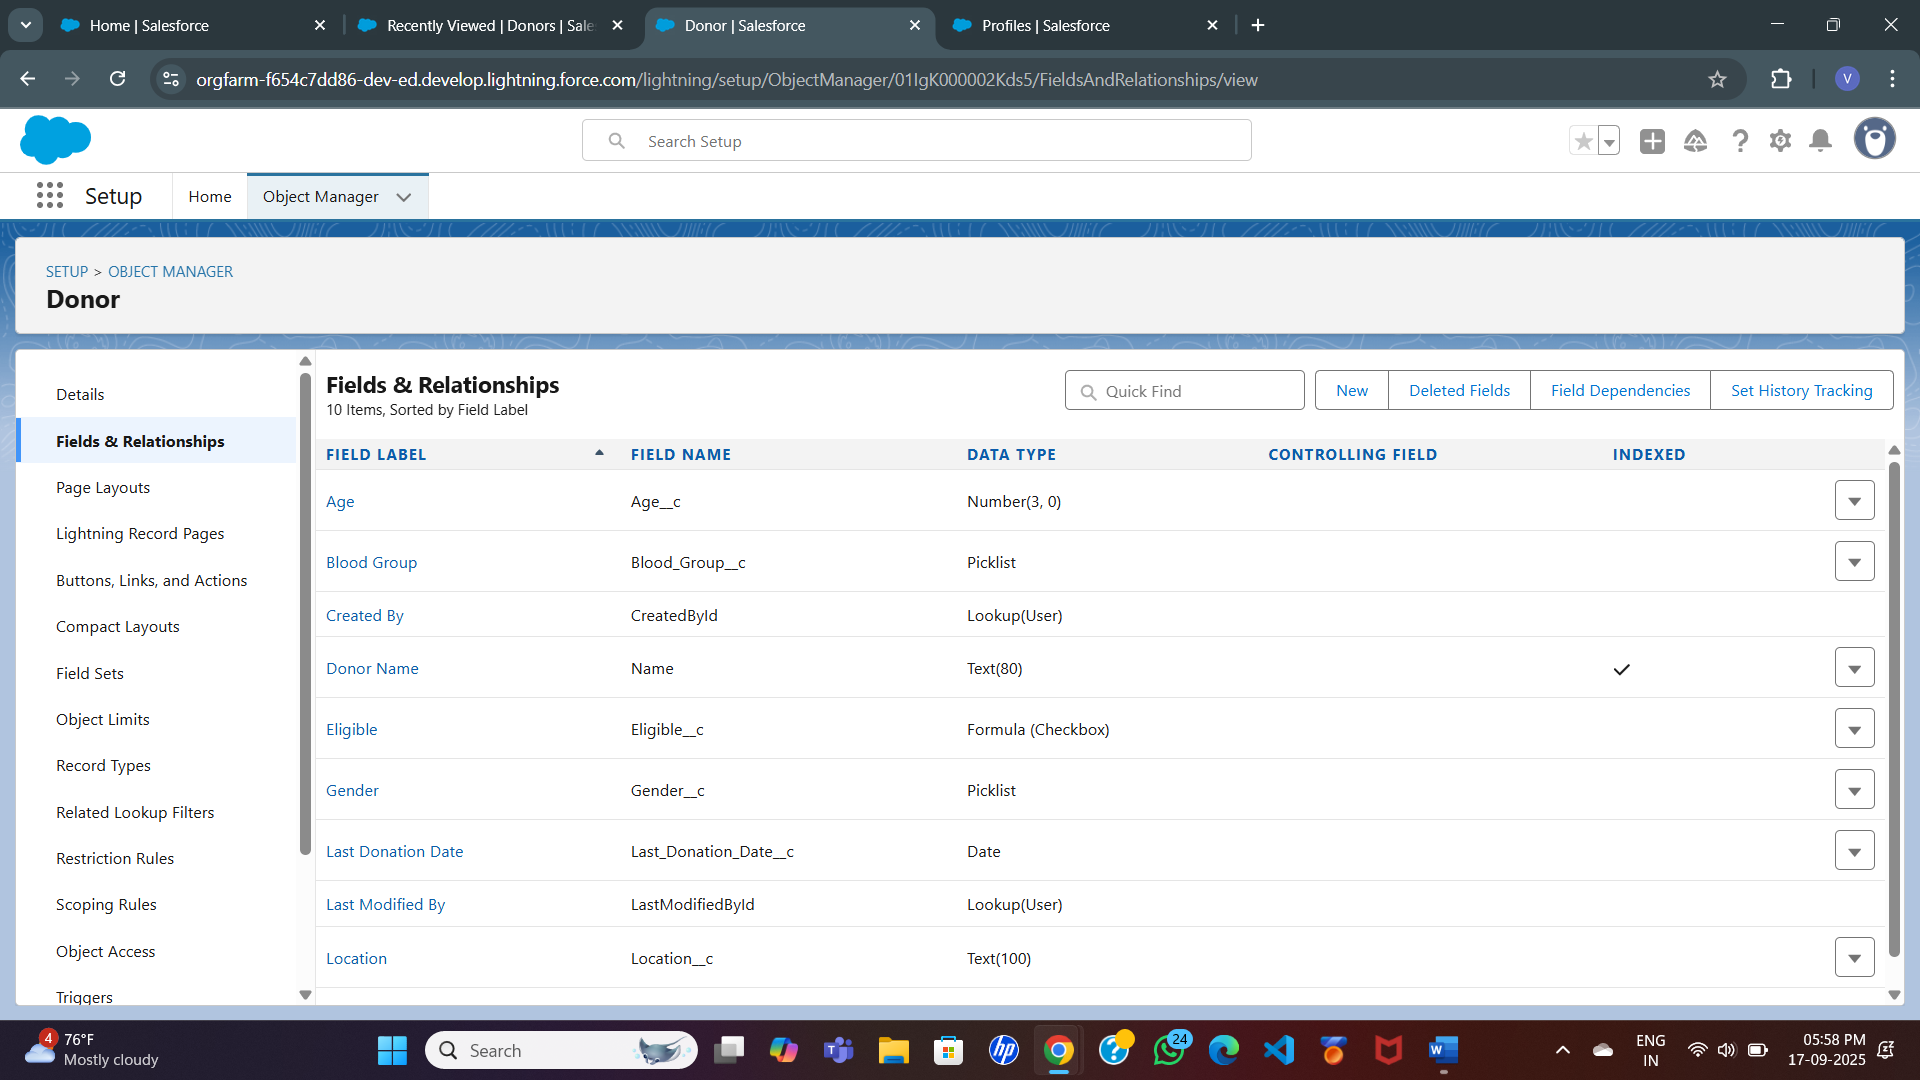 Home | Salesforce
Recently Viewed | Donors | Sale
Donor | Salesforce
Profiles | Salesforce
orgfarm-f654c7dd86-dev-ed.develop.lightning.force.com/lightning/setup/ObjectManager/01IgK000002Kds5/FieldsAndRelationships/view
V
Search Setup
Setup
Home
Object Manager
SETUP > OBJECT MANAGER
Donor
Details
Fields & Relationships
Page Layouts
Lightning Record Pages
Buttons, Links, and Actions
Compact Layouts
Field Sets
Object Limits
Record Types
Related Lookup Filters
Restriction Rules
Scoping Rules
Object Access
Triggers
Fields & Relationships
10 Items, Sorted by Field Label
Quick Find
New
Deleted Fields
Field Dependencies
Set History Tracking
FIELD LABEL FIELD NAME DATA TYPE CONTROLLING FIELD INDEXED
Age Age__c Number(3, 0)
Blood Group Blood_Group__c Picklist
Created By CreatedById Lookup(User)
Donor Name Name Text(80)
Eligible Eligible__c Formula (Checkbox)
Gender Gender__c Picklist
Last Donation Date Last_Donation_Date__c Date
Last Modified By LastModifiedById Lookup(User)
Location Location__c Text(100)
4
76°F
Mostly cloudy
Search
T
hp
?
24
W
ENG
IN
05:58 PM
17-09-2025